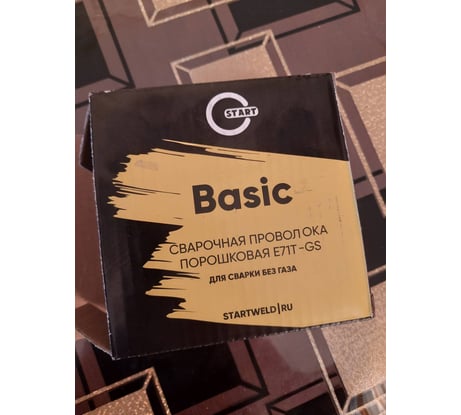 START
Basic
СВАРОЧНАЯ ПРОВОЛОКА
ПОРОШКОВАЯ E71T-GS
ДЛЯ СВАРКИ БЕЗ ГАЗА
STARTWELD|RU